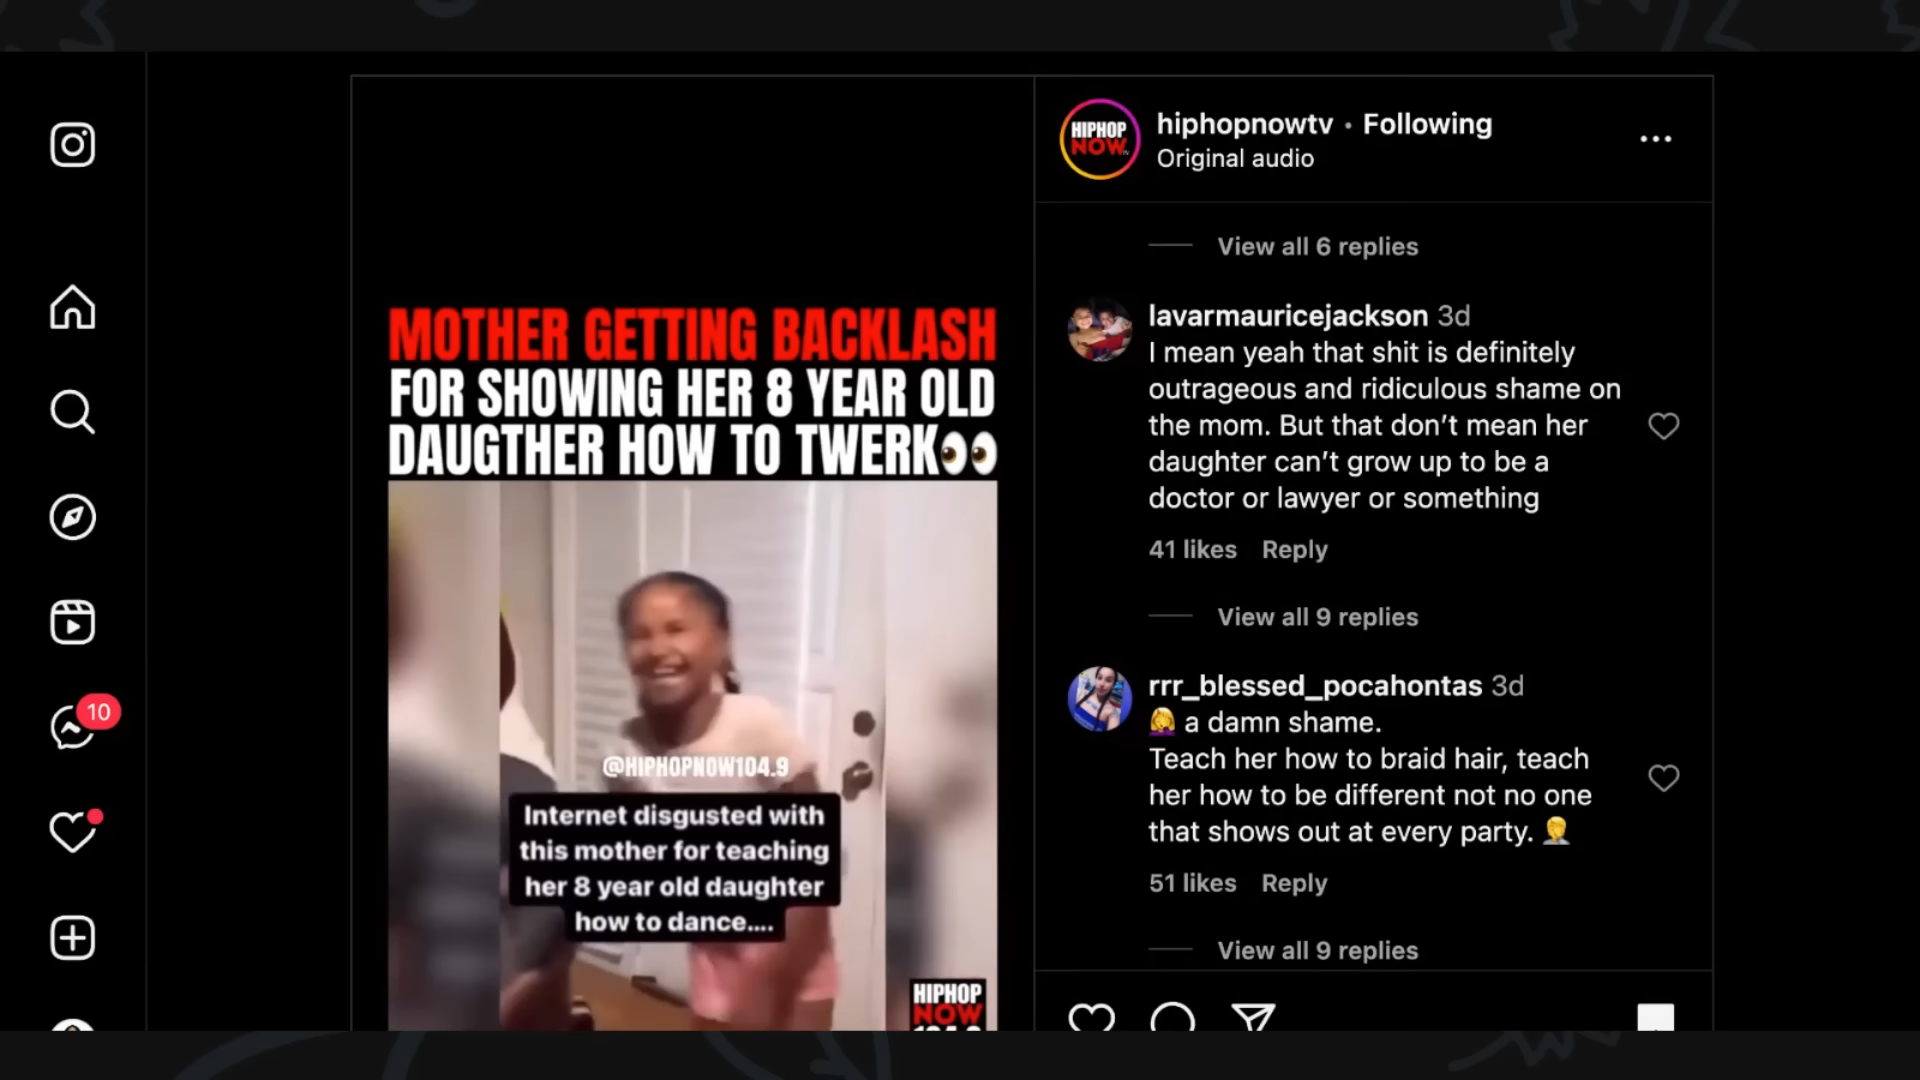 HIPHOP
NOW
hiphopnowtv • Following
Original audio
View all 6 replies
lavarmauricejackson 3d
I mean yeah that shit is definitely
outrageous and ridiculous shame on
the mom. But that don’t mean her
daughter can’t grow up to be a
doctor or lawyer or something
41 likes Reply
View all 9 replies
rrr_blessed_pocahontas 3d
🤦‍♀️ a damn shame.
Teach her how to braid hair, teach
her how to be different not no one
that shows out at every party. 🤦
51 likes Reply
View all 9 replies
10
MOTHER GETTING BACKLASH
FOR SHOWING HER 8 YEAR OLD
DAUGTHER HOW TO TWERK👀
@HIPHOPNOW104.9
Internet disgusted with
this mother for teaching
her 8 year old daughter
how to dance....
HIPHOP
NOW